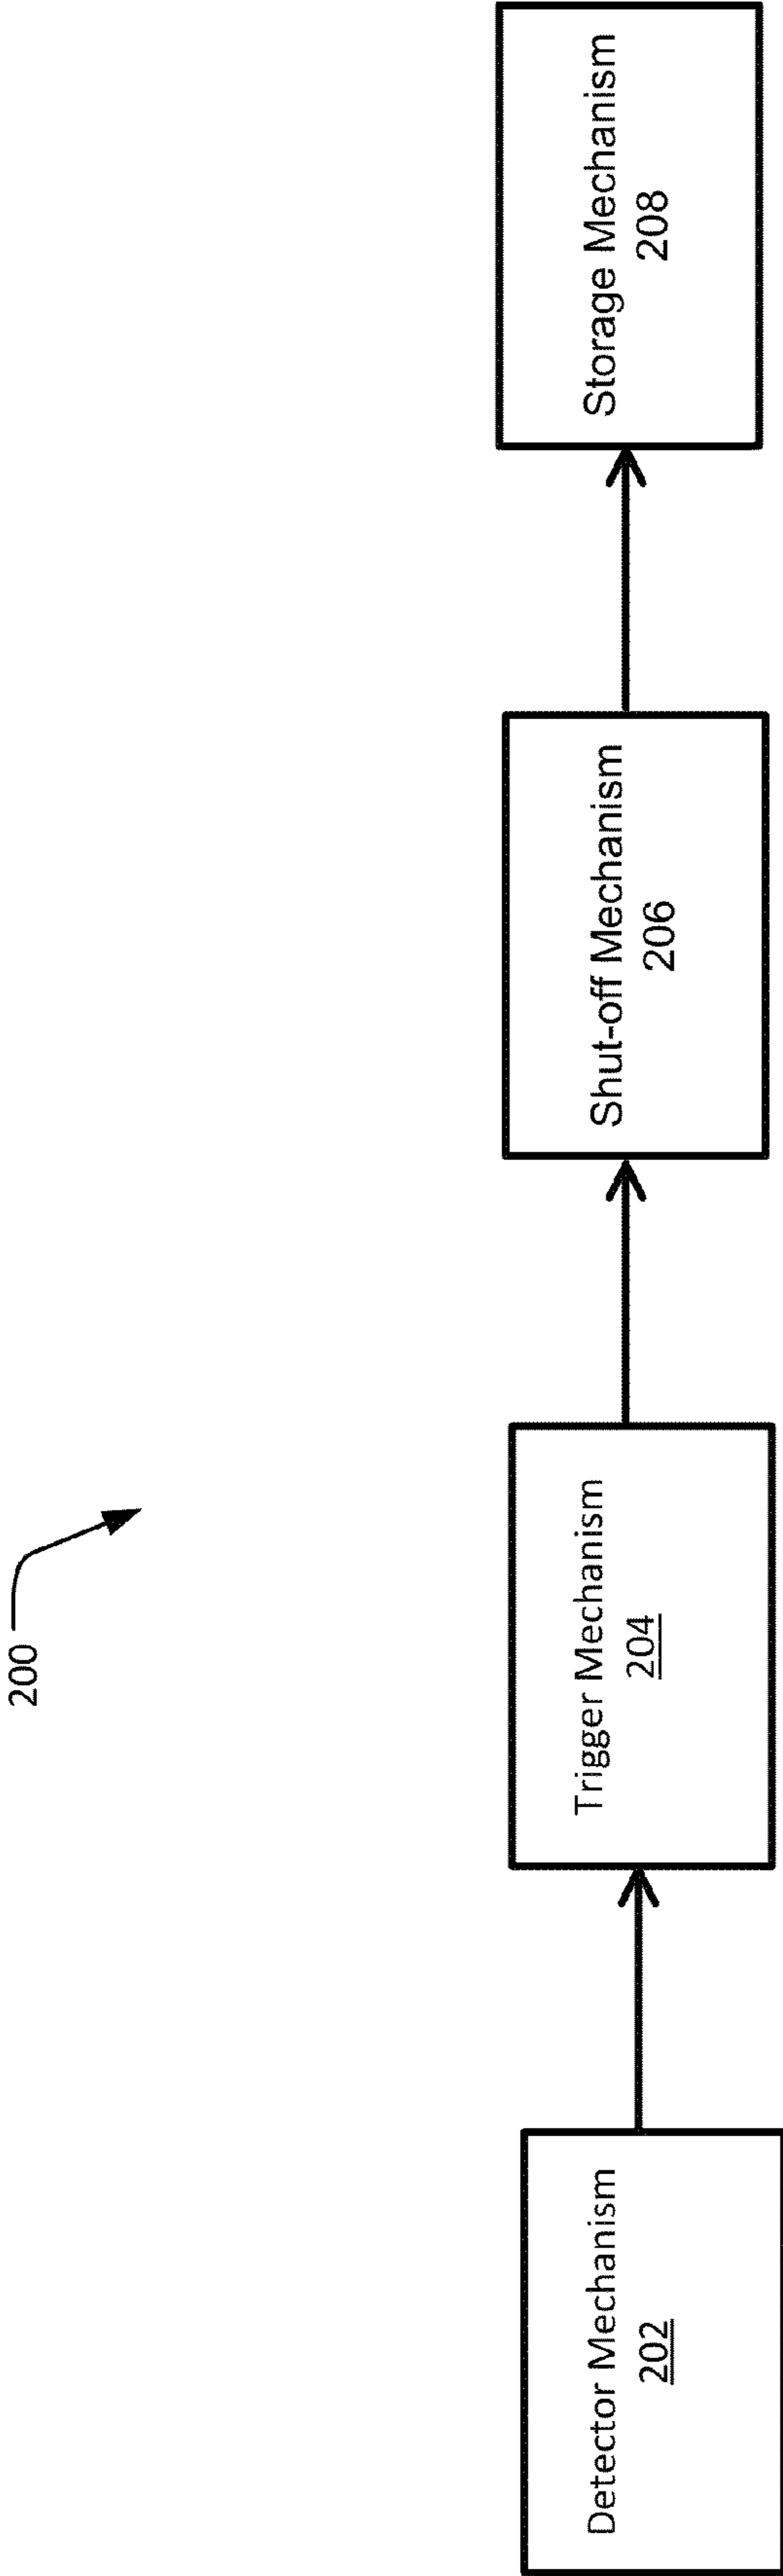 200
Detector Mechanism
202
Trigger Mechanism
204
Shut-off Mechanism
206
Storage Mechanism
208